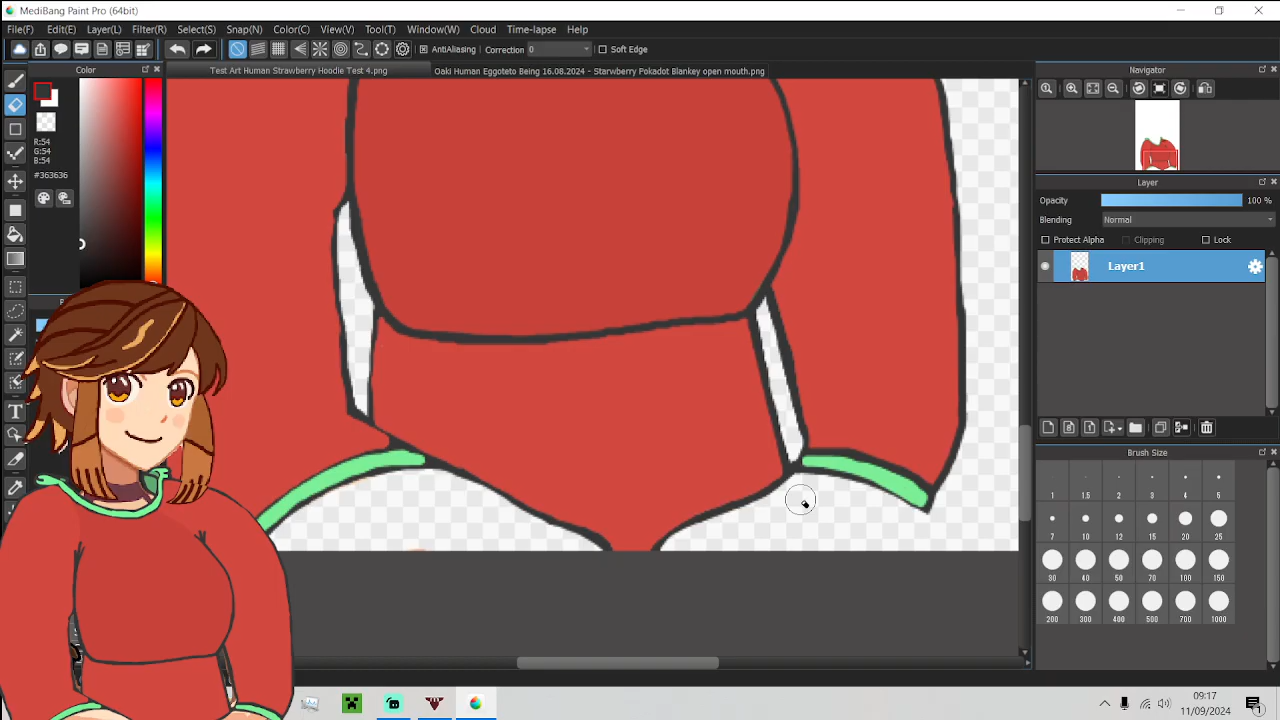 MediBang Paint Pro (64bit)
File(F) Edit(E) Layer(L) Filter(R) Select(S) Snap(N) Color(C) View(V) Tool(T) Window(W) Cloud Time-lapse Help
AntiAliasing Correction 0 Soft Edge
Color
Test Art Human Strawberry Hoodie Test 4.png
Oaki Human Eggoteto Being 16.08.2024 - Starwberry Pokadot Blankey open mouth.png
Navigator
R:54
G:54
B:54
#363636
Layer
Opacity 100 %
Blending Normal
Protect Alpha Clipping Lock
Layer1
T
Brush Size
1 1.5 2 3 4 5
7 10 12 15 20 25
30 40 50 70 100 150
200 300 400 500 700 1000
09:17
11/09/2024
1